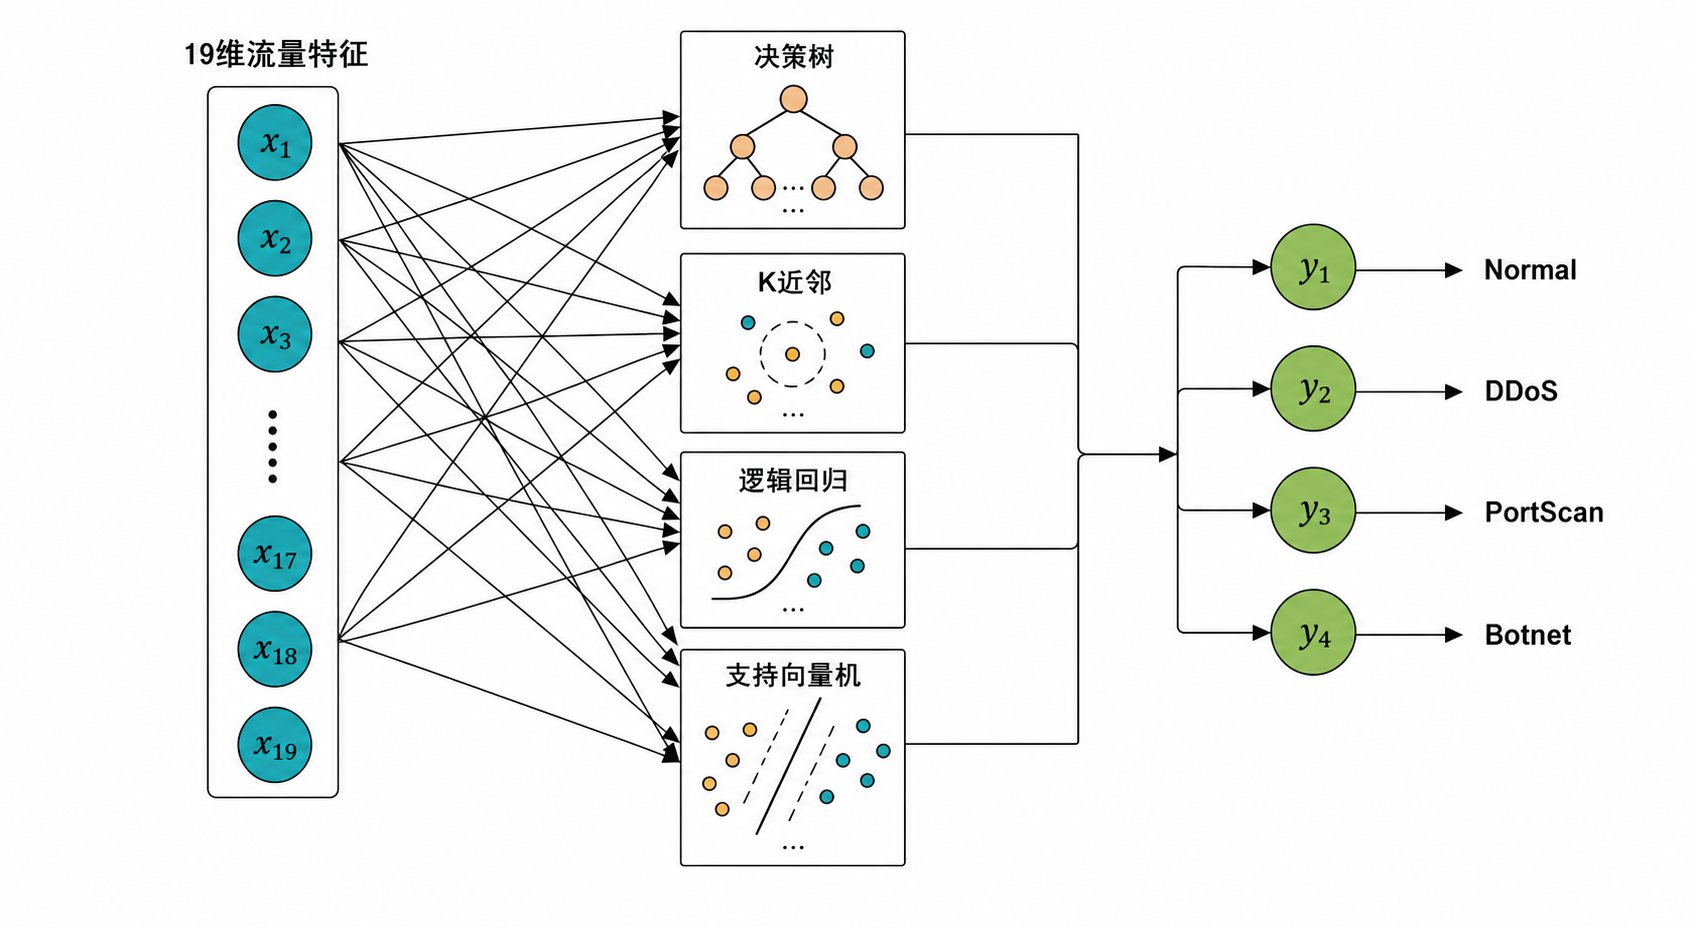 19维流量特征
x1
x2
x3
x17
x18
x19
决策树
...
...
K近邻
...
逻辑回归
...
支持向量机
...
y1
Normal
y2
DDoS
y3
PortScan
y4
Botnet